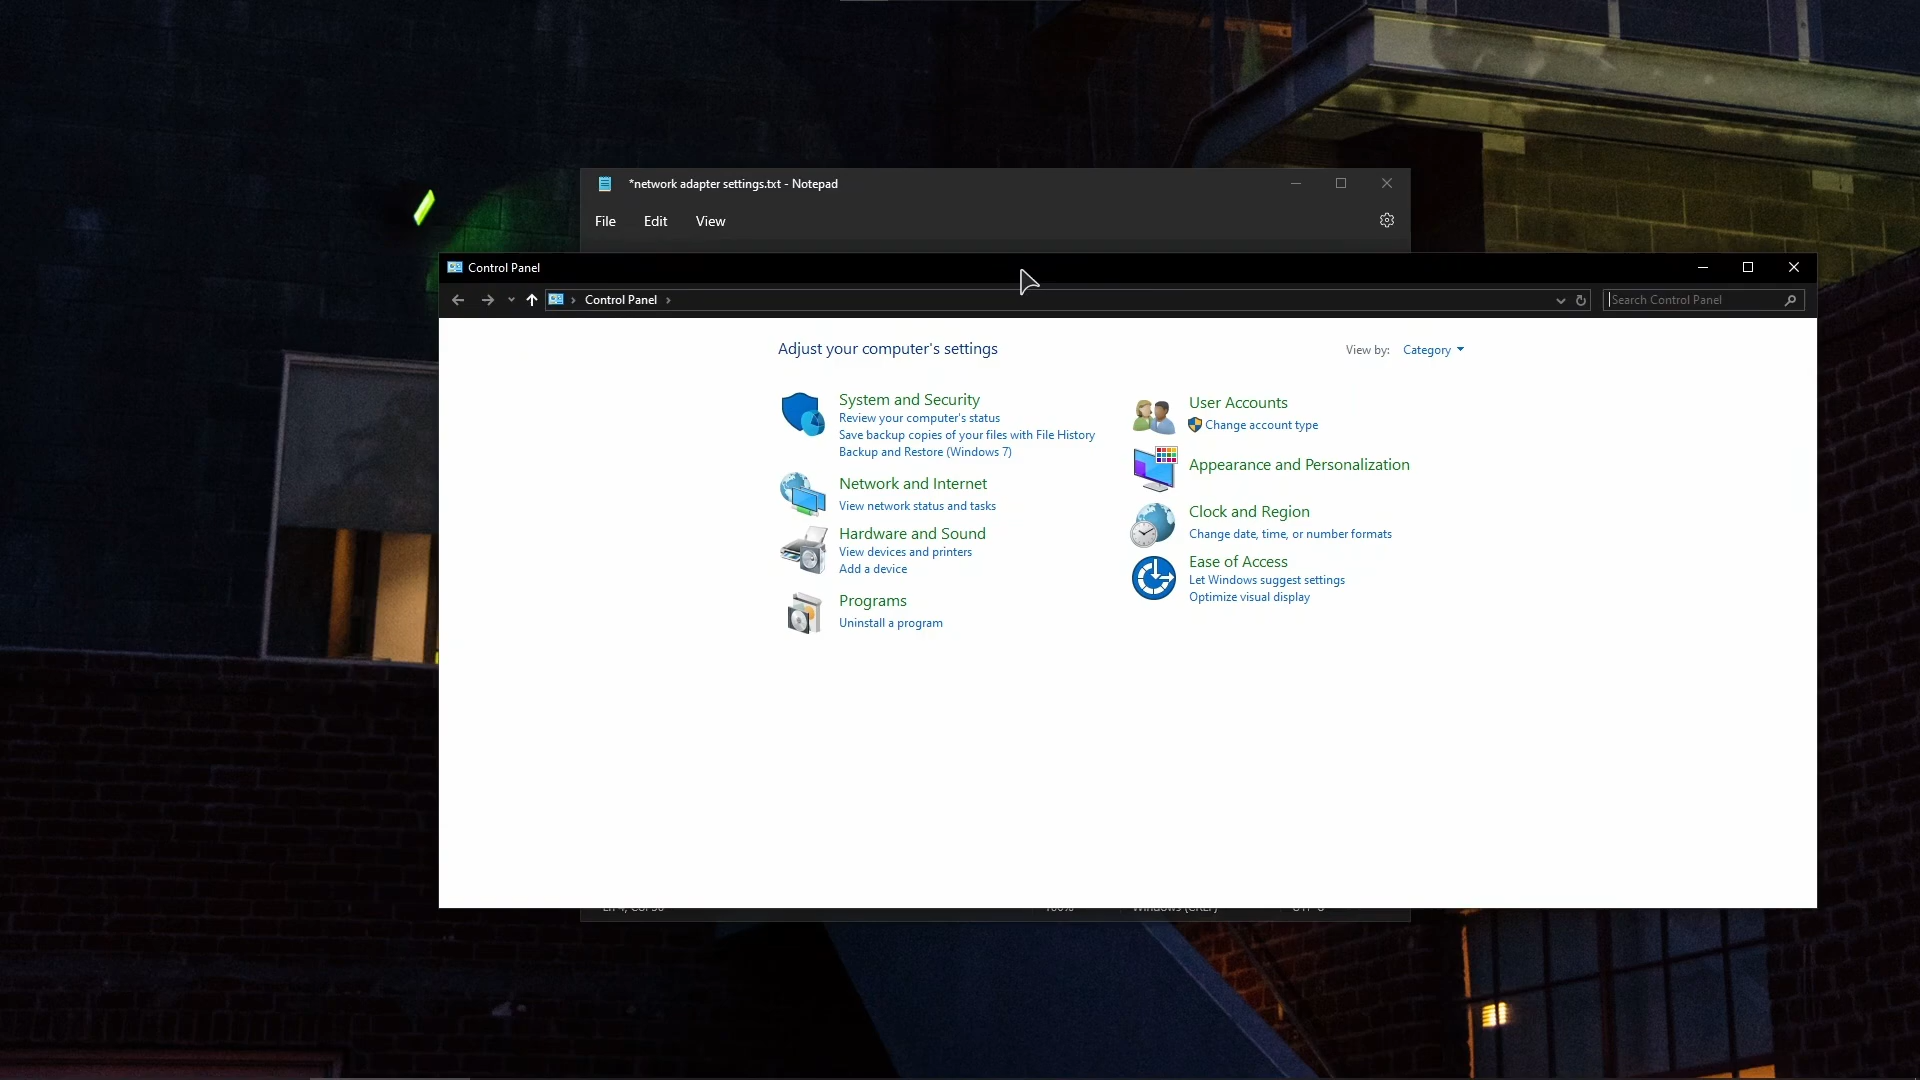 *network adapter settings.txt - Notepad
File Edit View
Control Panel
Control Panel
Search Control Panel
Adjust your computer's settings
View by: Category
System and Security
Review your computer's status
Save backup copies of your files with File History
Backup and Restore (Windows 7)
Network and Internet
View network status and tasks
Hardware and Sound
View devices and printers
Add a device
Programs
Uninstall a program
User Accounts
Change account type
Appearance and Personalization
Clock and Region
Change date, time, or number formats
Ease of Access
Let Windows suggest settings
Optimize visual display
100% Windows (CRLF)